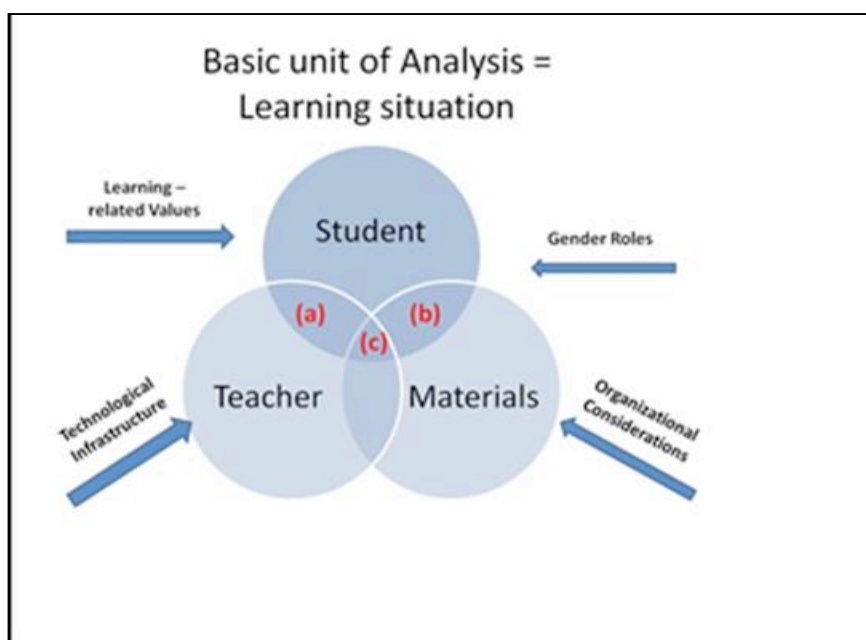 Basic unit of Analysis =
Learning situation
Learning –
related Values
Student
Gender Roles
(a)
(b)
(c)
Teacher
Materials
Technological
Infrastructure
Organizational
Considerations